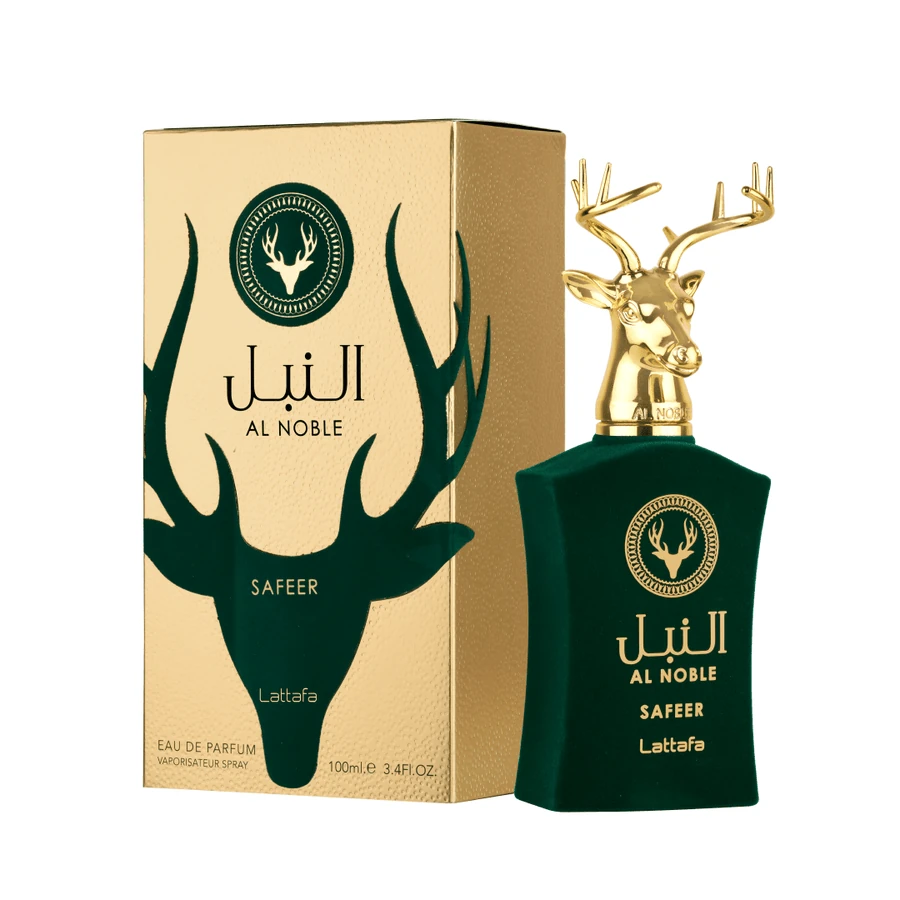 النبل
AL NOBLE
SAFEER
Lattafa
EAU DE PARFUM
VAPORISATEUR SPRAY
100ml.℮ 3.4FL.OZ.
AL NOBLE
النبل
AL NOBLE
SAFEER
Lattafa